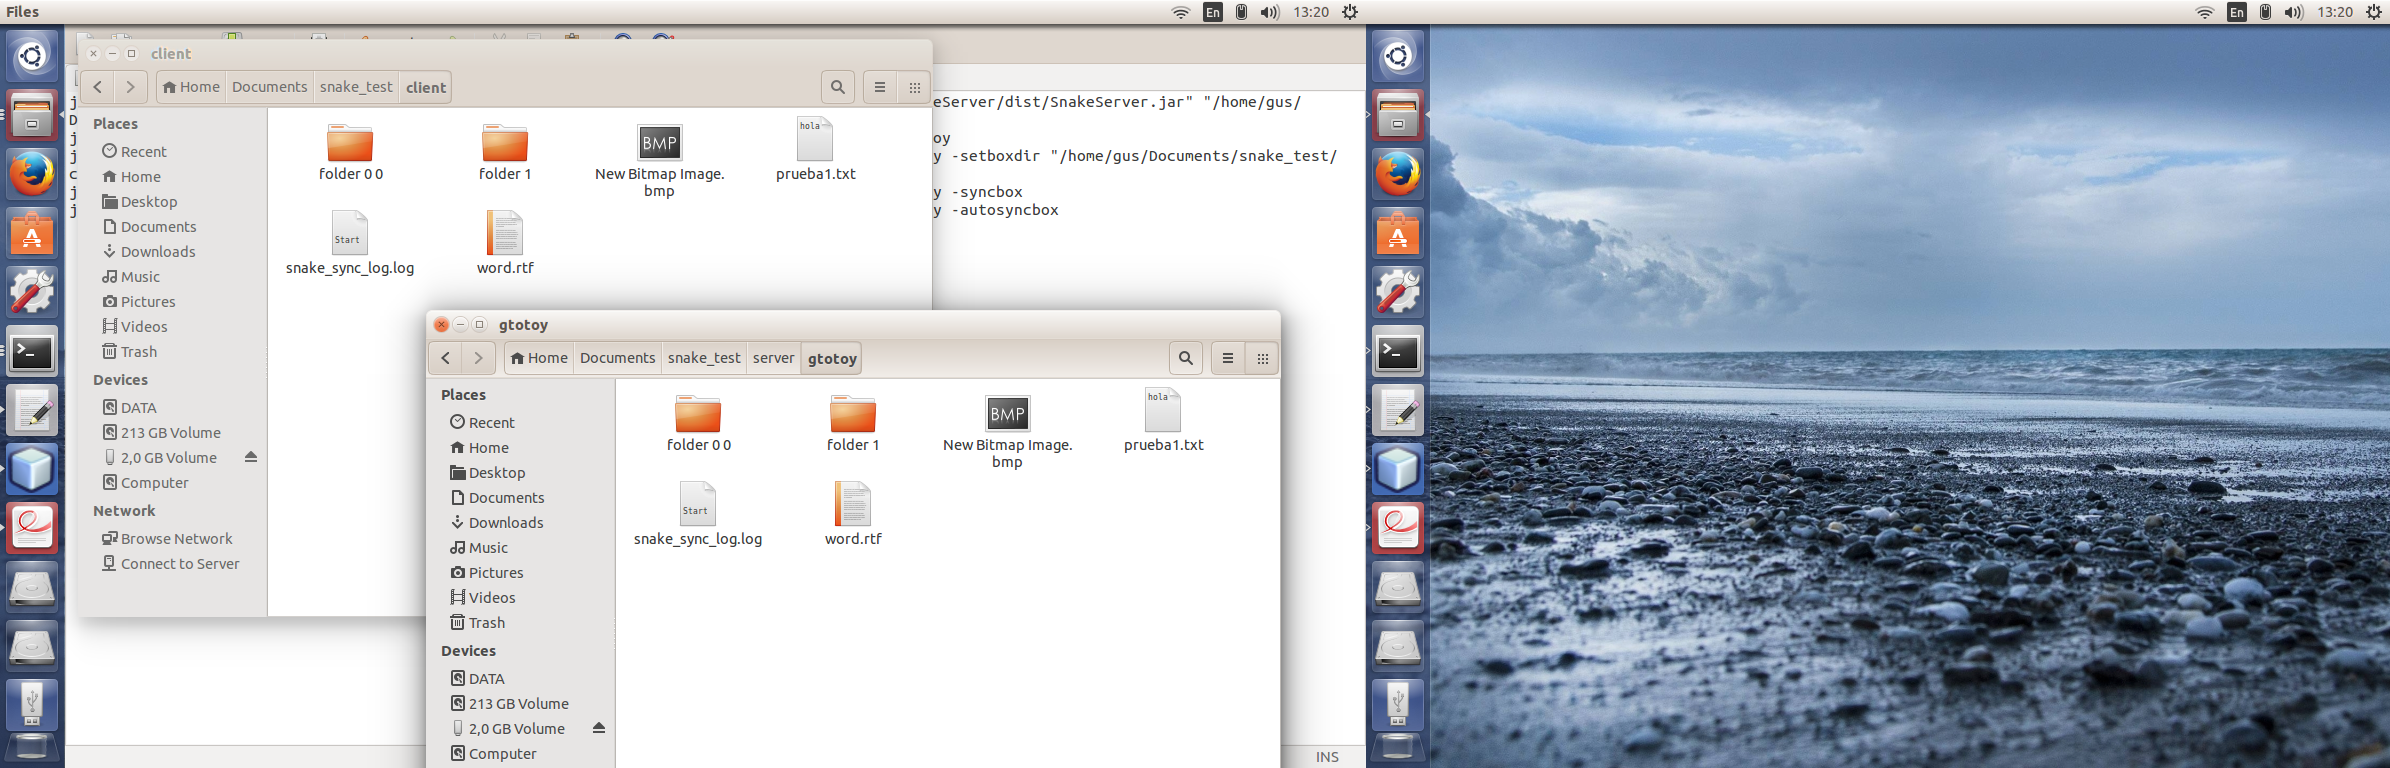 Files
En
13:20
En
13:20
client
Home
Documents
snake_test
client
Places
Recent
Home
Desktop
Documents
Downloads
Music
Pictures
Videos
Trash
Devices
DATA
213 GB Volume
2,0 GB Volume
Computer
Network
Browse Network
Connect to Server
folder 0 0
folder 1
BMP
New Bitmap Image.
bmp
hola
prueba1.txt
Start
snake_sync_log.log
word.rtf
j
D
j
j
c
j
j
eServer/dist/SnakeServer.jar" "/home/gus/
oy
y -setboxdir "/home/gus/Documents/snake_test/
y -syncbox
y -autosyncbox
gtotoy
Home
Documents
snake_test
server
gtotoy
Places
Recent
Home
Desktop
Documents
Downloads
Music
Pictures
Videos
Trash
Devices
DATA
213 GB Volume
2,0 GB Volume
Computer
folder 0 0
folder 1
BMP
New Bitmap Image.
bmp
hola
prueba1.txt
Start
snake_sync_log.log
word.rtf
INS